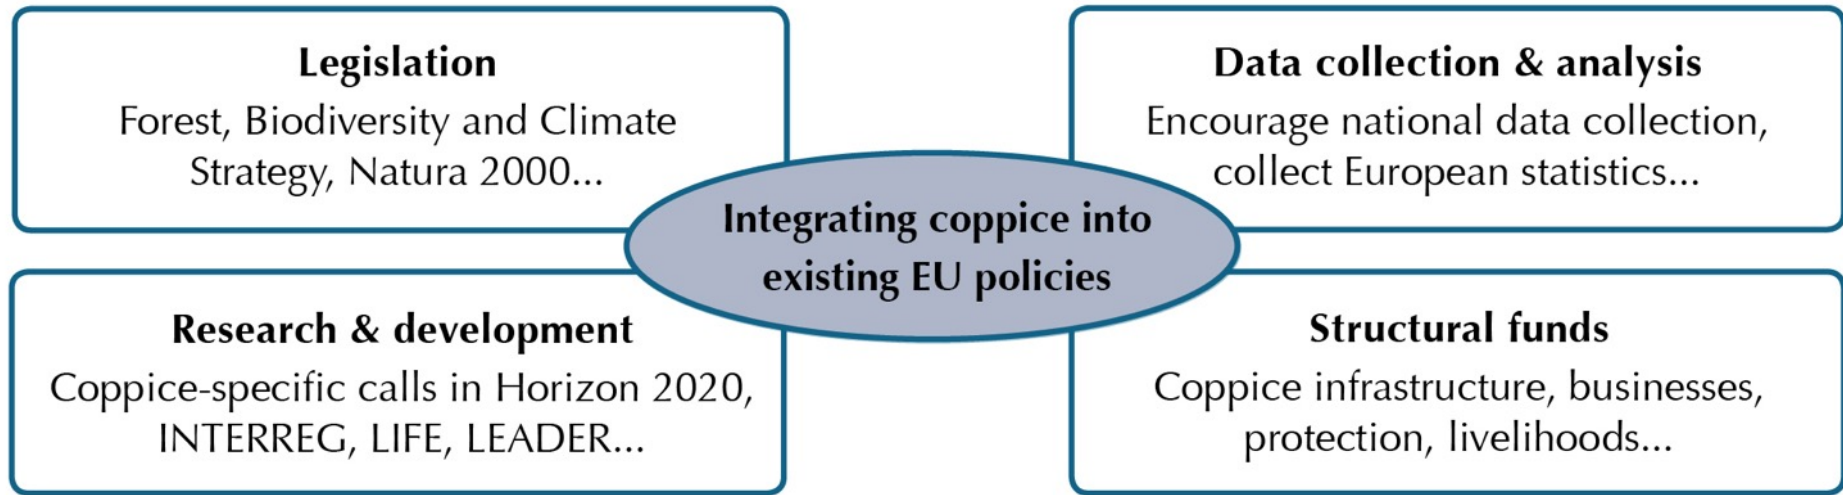 Legislation
Forest, Biodiversity and Climate
Strategy, Natura 2000...
Data collection & analysis
Encourage national data collection,
collect European statistics...
Integrating coppice into
existing EU policies
Research & development
Coppice-specific calls in Horizon 2020,
INTERREG, LIFE, LEADER...
Structural funds
Coppice infrastructure, businesses,
protection, livelihoods...